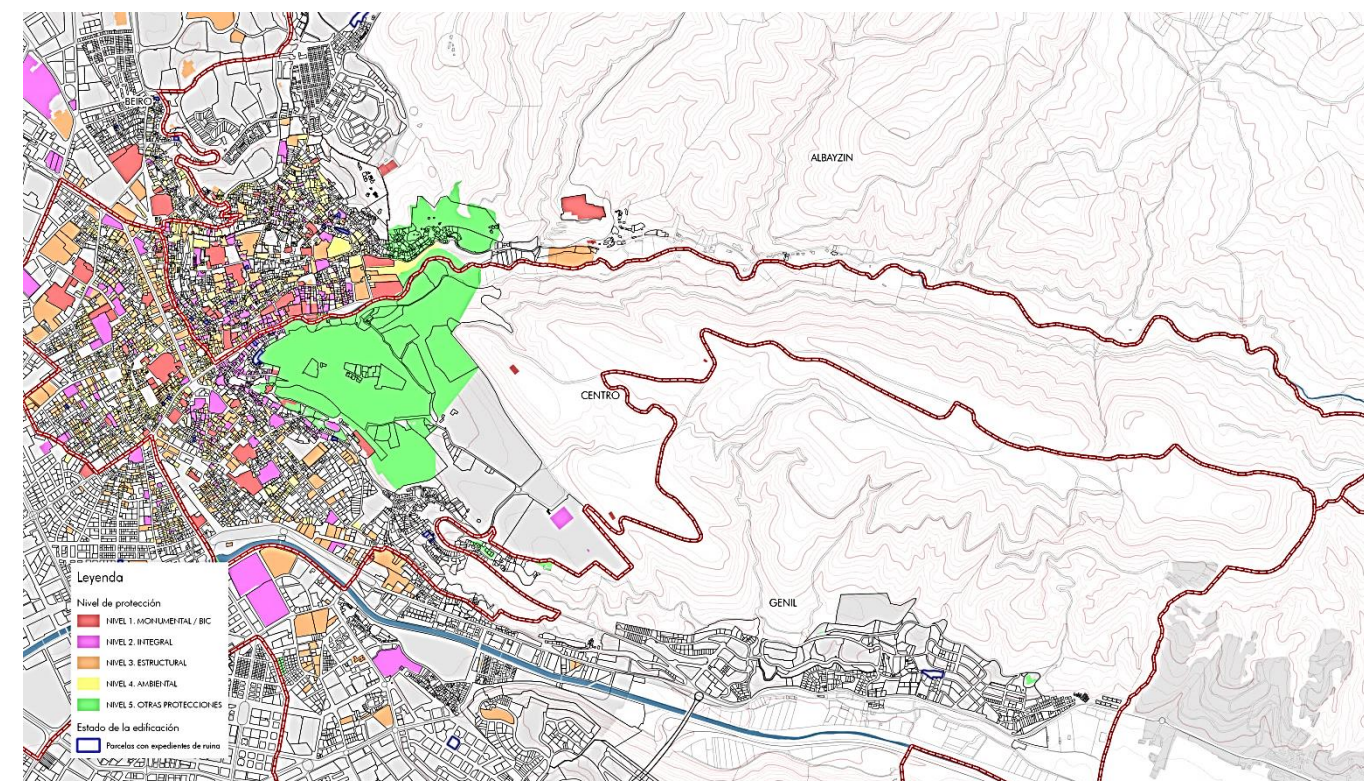 BEIRO
ALBAYZIN
CENTRO
GENIL
Leyenda
Nivel de protección
NIVEL 1. MONUMENTAL / BIC
NIVEL 2. INTEGRAL
NIVEL 3. ESTRUCTURAL
NIVEL 4. AMBIENTAL
NIVEL 5. OTRAS PROTECCIONES
Estado de la edificación
Parcelas con expedientes de ruina